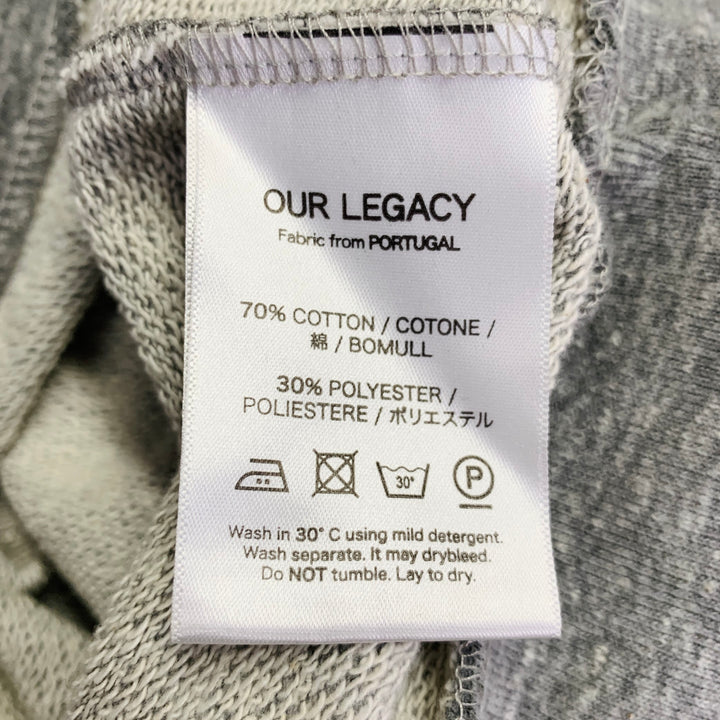 OUR LEGACY
Fabric from PORTUGAL
70% COTTON / COTONE /
綿 / BOMULL
30% POLYESTER /
POLIESTERE / ポリエステル
30°
P
Wash in 30° C using mild detergent.
Wash separate. It may drybleed.
Do NOT tumble. Lay to dry.